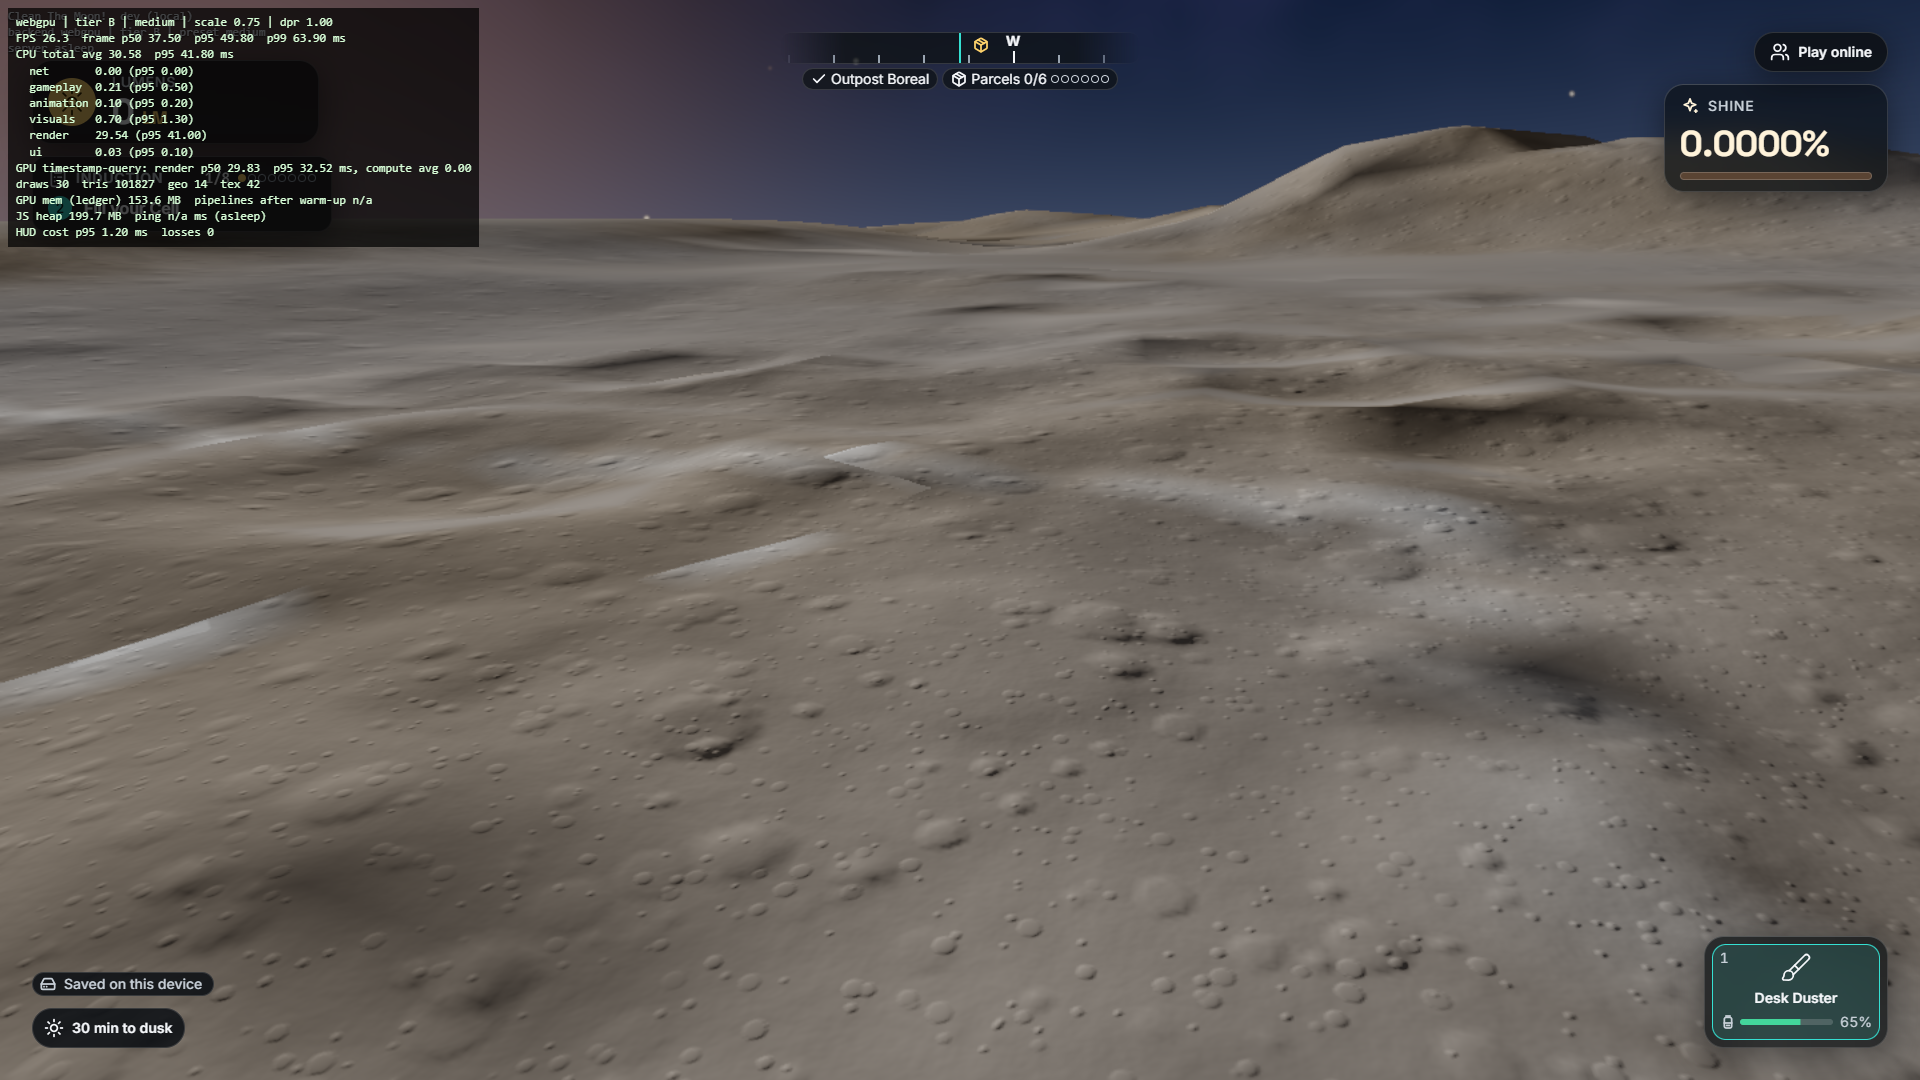 webgpu | tier B | medium | scale 0.75 | dpr 1.00
FPS 26.3 frame p50 37.50 p95 49.80 p99 63.90 ms
CPU total avg 30.58 p95 41.80 ms
net 0.00 (p95 0.00)
gameplay 0.21 (p95 0.50)
animation 0.10 (p95 0.20)
visuals 0.70 (p95 1.30)
render 29.54 (p95 41.00)
ui 0.03 (p95 0.10)
GPU timestamp-query: render p50 29.83 p95 32.52 ms, compute avg 0.00
draws 30 tris 101827 geo 14 tex 42
GPU mem (ledger) 153.6 MB pipelines after warm-up n/a
JS heap 199.7 MB ping n/a ms (asleep)
HUD cost p95 1.20 ms losses 0
W
Outpost Boreal
Parcels 0/6
Play online
SHINE
0.0000%
Saved on this device
30 min to dusk
1
Desk Duster
65%